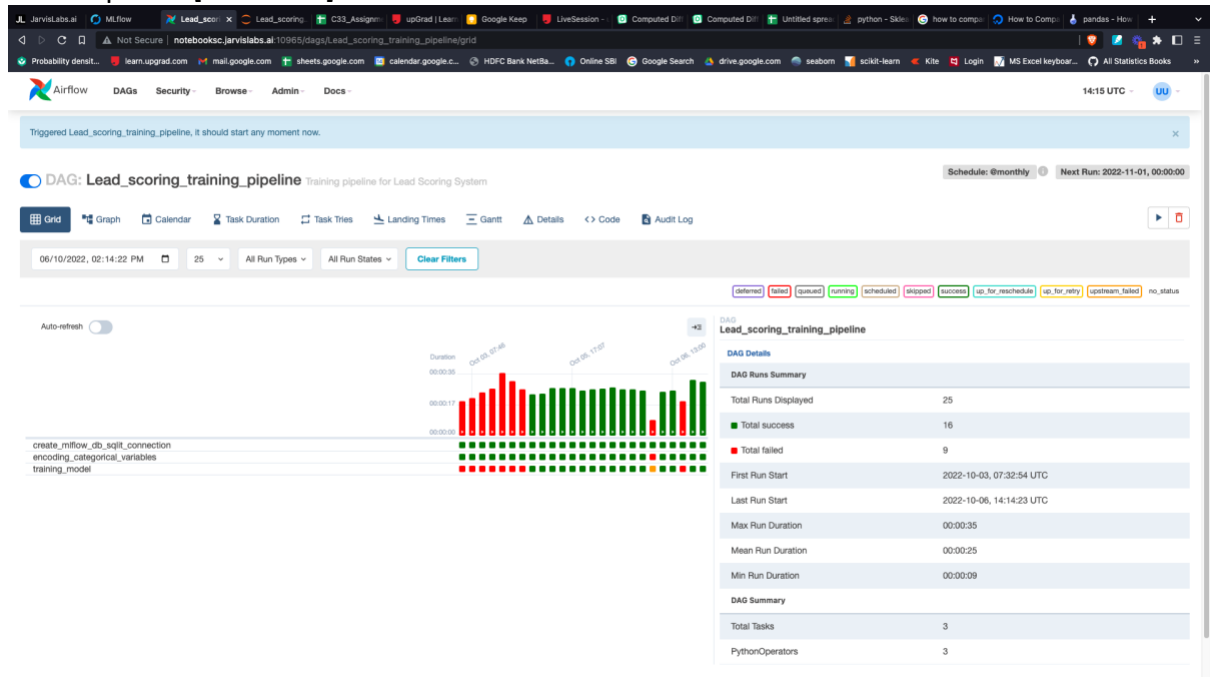 JarvisLabs.ai MLflow Lead_scori Lead_scoring. C33_Assignm upGrad | Learn Google Keep LiveSession - Computed Dif Computed Dif Untitled sprea python - Skle how to compa How to Comp pandas - How
Not Secure notebooksc.jarvislabs.ai:10965/dags/Lead_scoring_training_pipeline/grid
Probability densit... learn.upgrad.com mail.google.com sheets.google.com calendar.google.c... HDFC Bank NetBa... Online SBI Google Search drive.google.com seaborn scikit-learn Kite Login MS Excel keyboar... All Statistics Books »
Airflow DAGs Security Browse Admin Docs 14:15 UTC UU
Triggered Lead_scoring_training_pipeline, it should start any moment now. ×
DAG: Lead_scoring_training_pipeline Training pipeline for Lead Scoring System
Schedule: @monthly Next Run: 2022-11-01, 00:00:00
Grid Graph Calendar Task Duration Task Tries Landing Times Gantt Details <> Code Audit Log
06/10/2022, 02:14:22 PM 25 All Run Types All Run States Clear Filters
deferred failed queued running scheduled skipped success up_for_reschedule up_for_retry upstream_failed no_status
Auto-refresh
Duration Oct 03, 07:46 Oct 05, 17:07 Oct 06, 13:00
00:00:35
00:00:17
00:00:00
create_mlflow_db_sqlit_connection
encoding_categorical_variables
training_model
DAG
Lead_scoring_training_pipeline
DAG Details
DAG Runs Summary
Total Runs Displayed 25
Total success 16
Total failed 9
First Run Start 2022-10-03, 07:32:54 UTC
Last Run Start 2022-10-06, 14:14:23 UTC
Max Run Duration 00:00:35
Mean Run Duration 00:00:25
Min Run Duration 00:00:09
DAG Summary
Total Tasks 3
PythonOperators 3